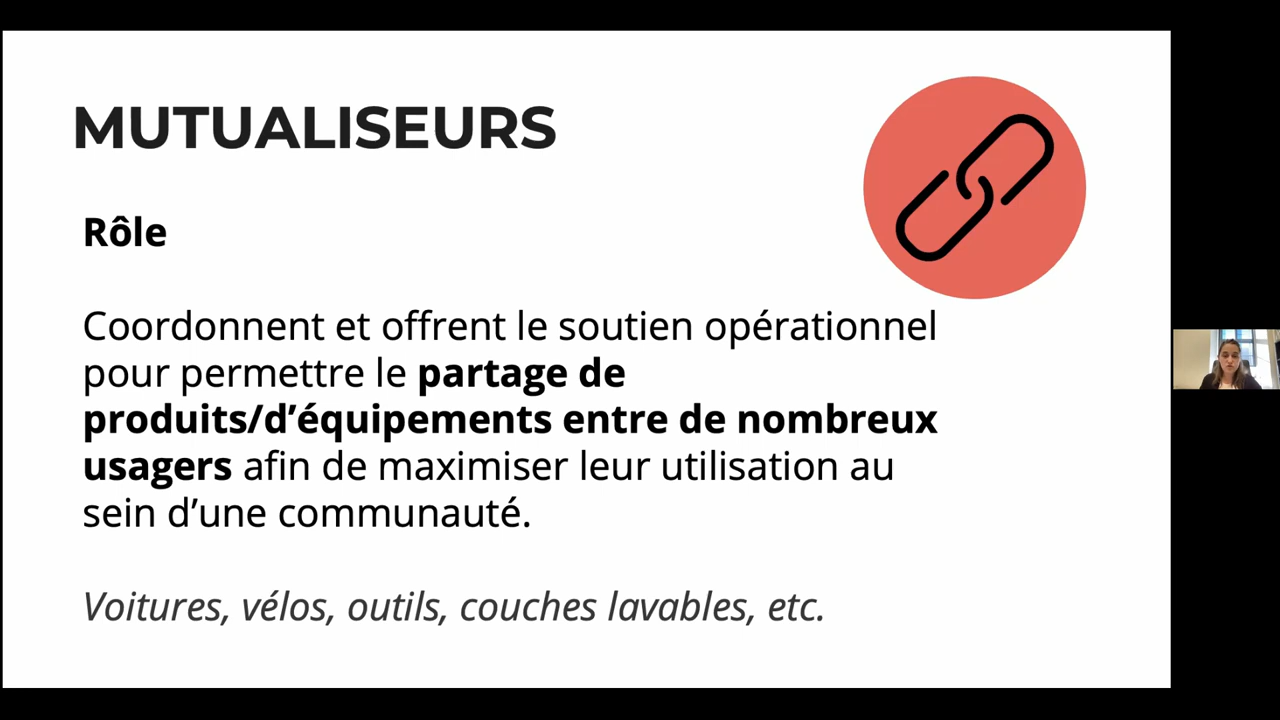 MUTUALISEURS
Rôle
Coordonnent et offrent le soutien opérationnel
pour permettre le partage de
produits/d’équipements entre de nombreux
usagers afin de maximiser leur utilisation au
sein d’une communauté.
Voitures, vélos, outils, couches lavables, etc.